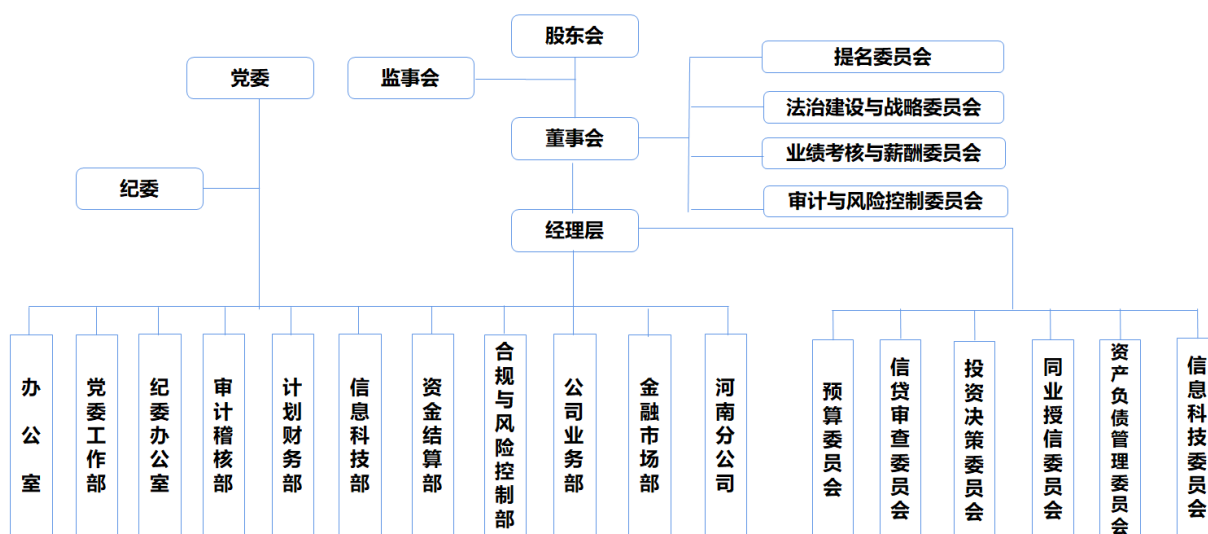 股东会
提名委员会
党委
监事会
法治建设与战略委员会
董事会
业绩考核与薪酬委员会
纪委
审计与风险控制委员会
经理层
办公室
党委工作部
纪委办公室
审计稽核部
计划财务部
信息科技部
资金结算部
合规与风险控制部
公司业务部
金融市场部
河南分公司
预算委员会
信贷审查委员会
投资决策委员会
同业授信委员会
资产负债管理委员会
信息科技委员会